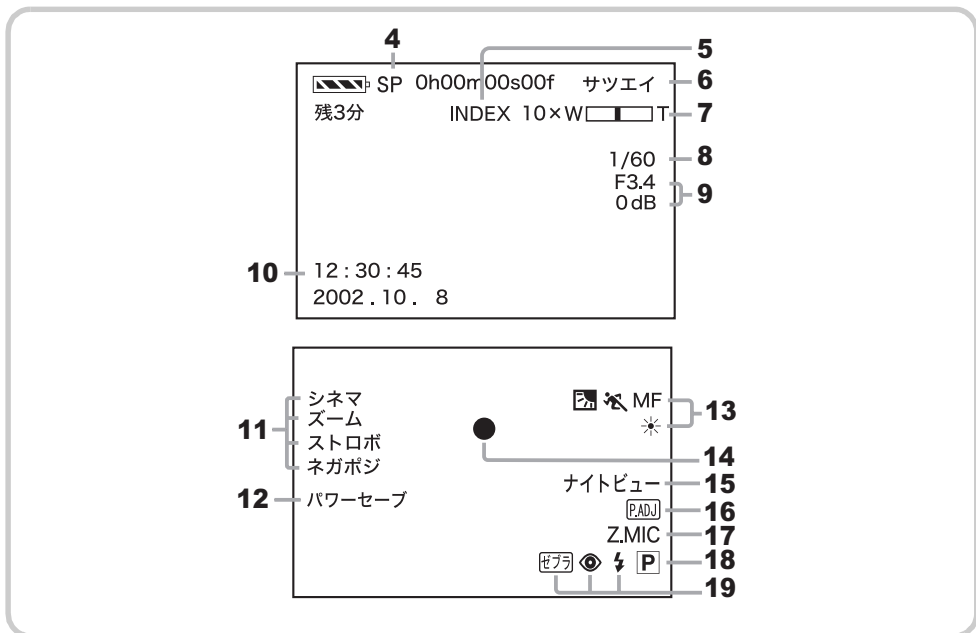 4
5
SP 0h00m00s00f サツエイ 6
残3分 INDEX 10×W T 7
1/60 8
F3.4
0dB 9
10 12:30:45
2002.10. 8
シネマ MF 13
11 ズーム
ストロボ
14
ネガポジ
ナイトビュー 15
12 パワーセーブ
P.ADJ 16
Z.MIC 17
ゼブラ P 18
19